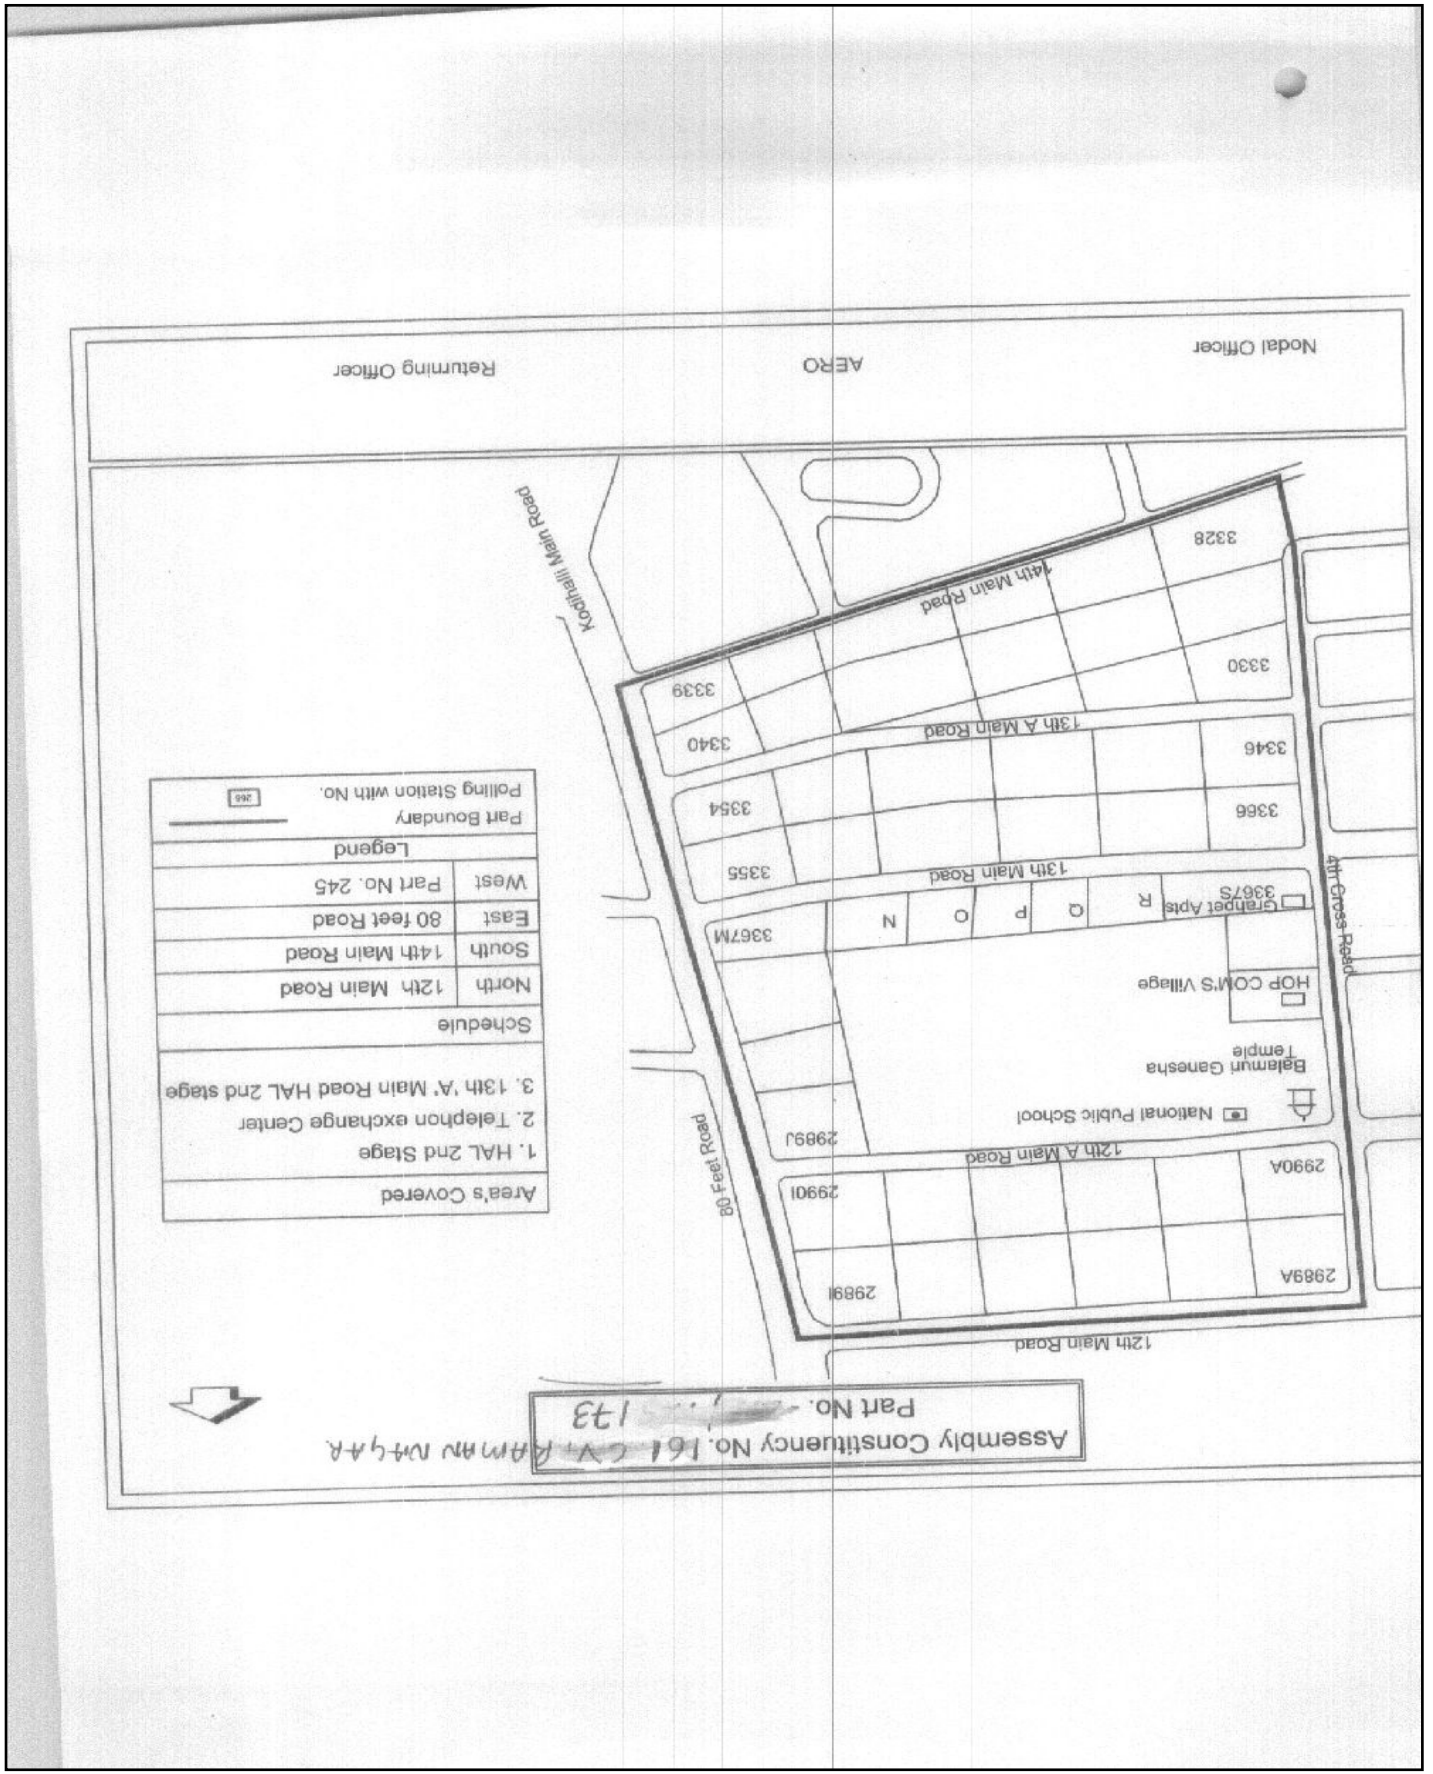 Assembly Constituency No. 161 C V RAMAN NAGAR
Part No. 173
12th Main Road
2989A
2989I
2990A
2990I
12th A Main Road
2989J
National Public School
Balamuri Ganesha
Temple
HOP COM'S Village
80 Feet Road
4th Cross Road
3367M
N
O
P
Q
R
Grahpet Apts
3367S
13th Main Road
3355
3366
3354
3346
13th A Main Road
3340
3330
3339
14th Main Road
3328
Kodihalli Main Road
Area's Covered
1. HAL 2nd Stage
2. Telephon exchange Center
3. 13th 'A' Main Road HAL 2nd stage
Schedule
North 12th Main Road
South 14th Main Road
East 80 feet Road
West Part No. 245
Legend
Part Boundary
Polling Station with No.
Nodal Officer AERO Returning Officer